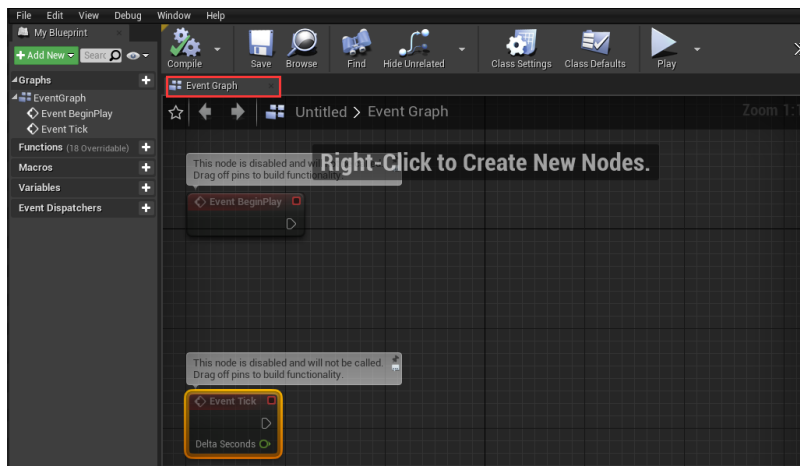 File Edit View Debug Window Help
My Blueprint
+ Add New Searc
Compile Save Browse Find Hide Unrelated Class Settings Class Defaults Play
Graphs
EventGraph
Event BeginPlay
Event Tick
Functions (18 Overridable)
Macros
Variables
Event Dispatchers
Event Graph
Untitled > Event Graph
Right-Click to Create New Nodes.
This node is disabled and wi
Drag off pins to build functionality.
Event BeginPlay
This node is disabled and will not be called.
Drag off pins to build functionality.
Event Tick
Delta Seconds
Zoom 1:1